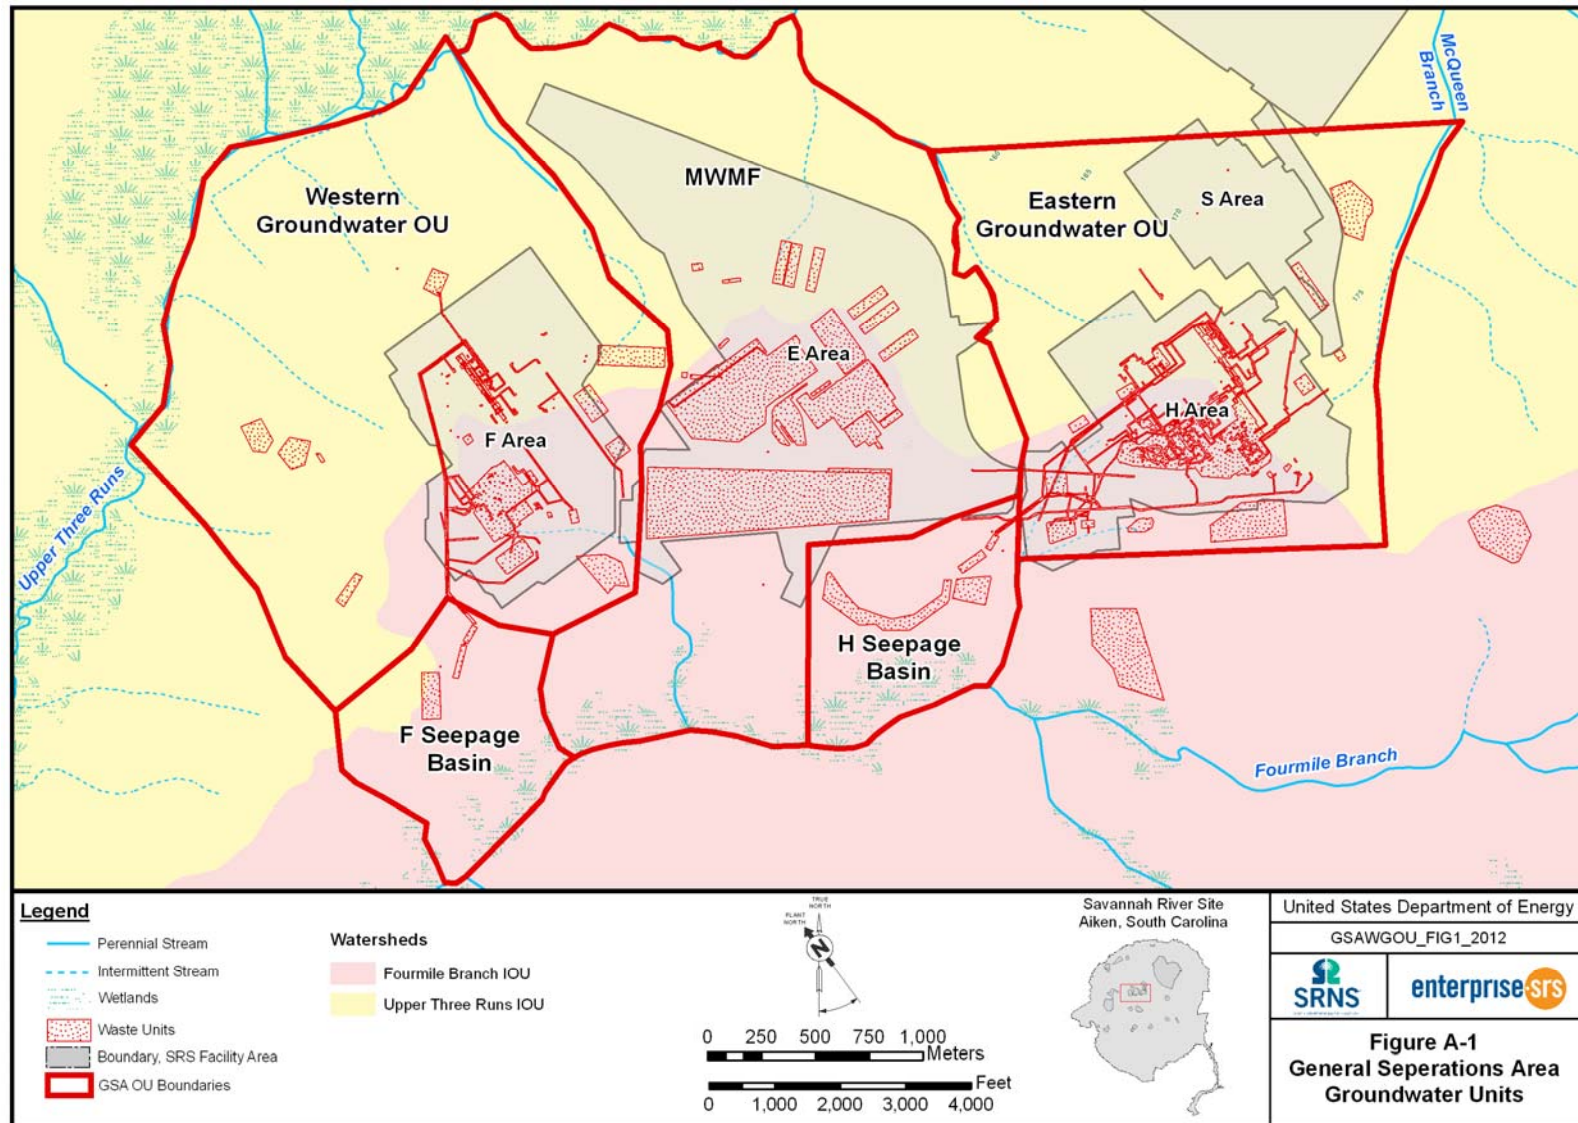 McQueen
Branch
Western
Groundwater OU
MWMF
Eastern
Groundwater OU
S Area
160
165
170
175
E Area
F Area
H Area
Upper Three Runs
H Seepage
Basin
F Seepage
Basin
Fourmile Branch
Legend
Perennial Stream
Intermittent Stream
Wetlands
Waste Units
Boundary, SRS Facility Area
GSA OU Boundaries
Watersheds
Fourmile Branch IOU
Upper Three Runs IOU
TRUE
NORTH
PLANT
NORTH
N
0 250 500 750 1,000
Meters
Feet
0 1,000 2,000 3,000 4,000
Savannah River Site
Aiken, South Carolina
United States Department of Energy
GSAWGOU_FIG1_2012
SRNS
enterprise·srs
Figure A-1
General Seperations Area
Groundwater Units